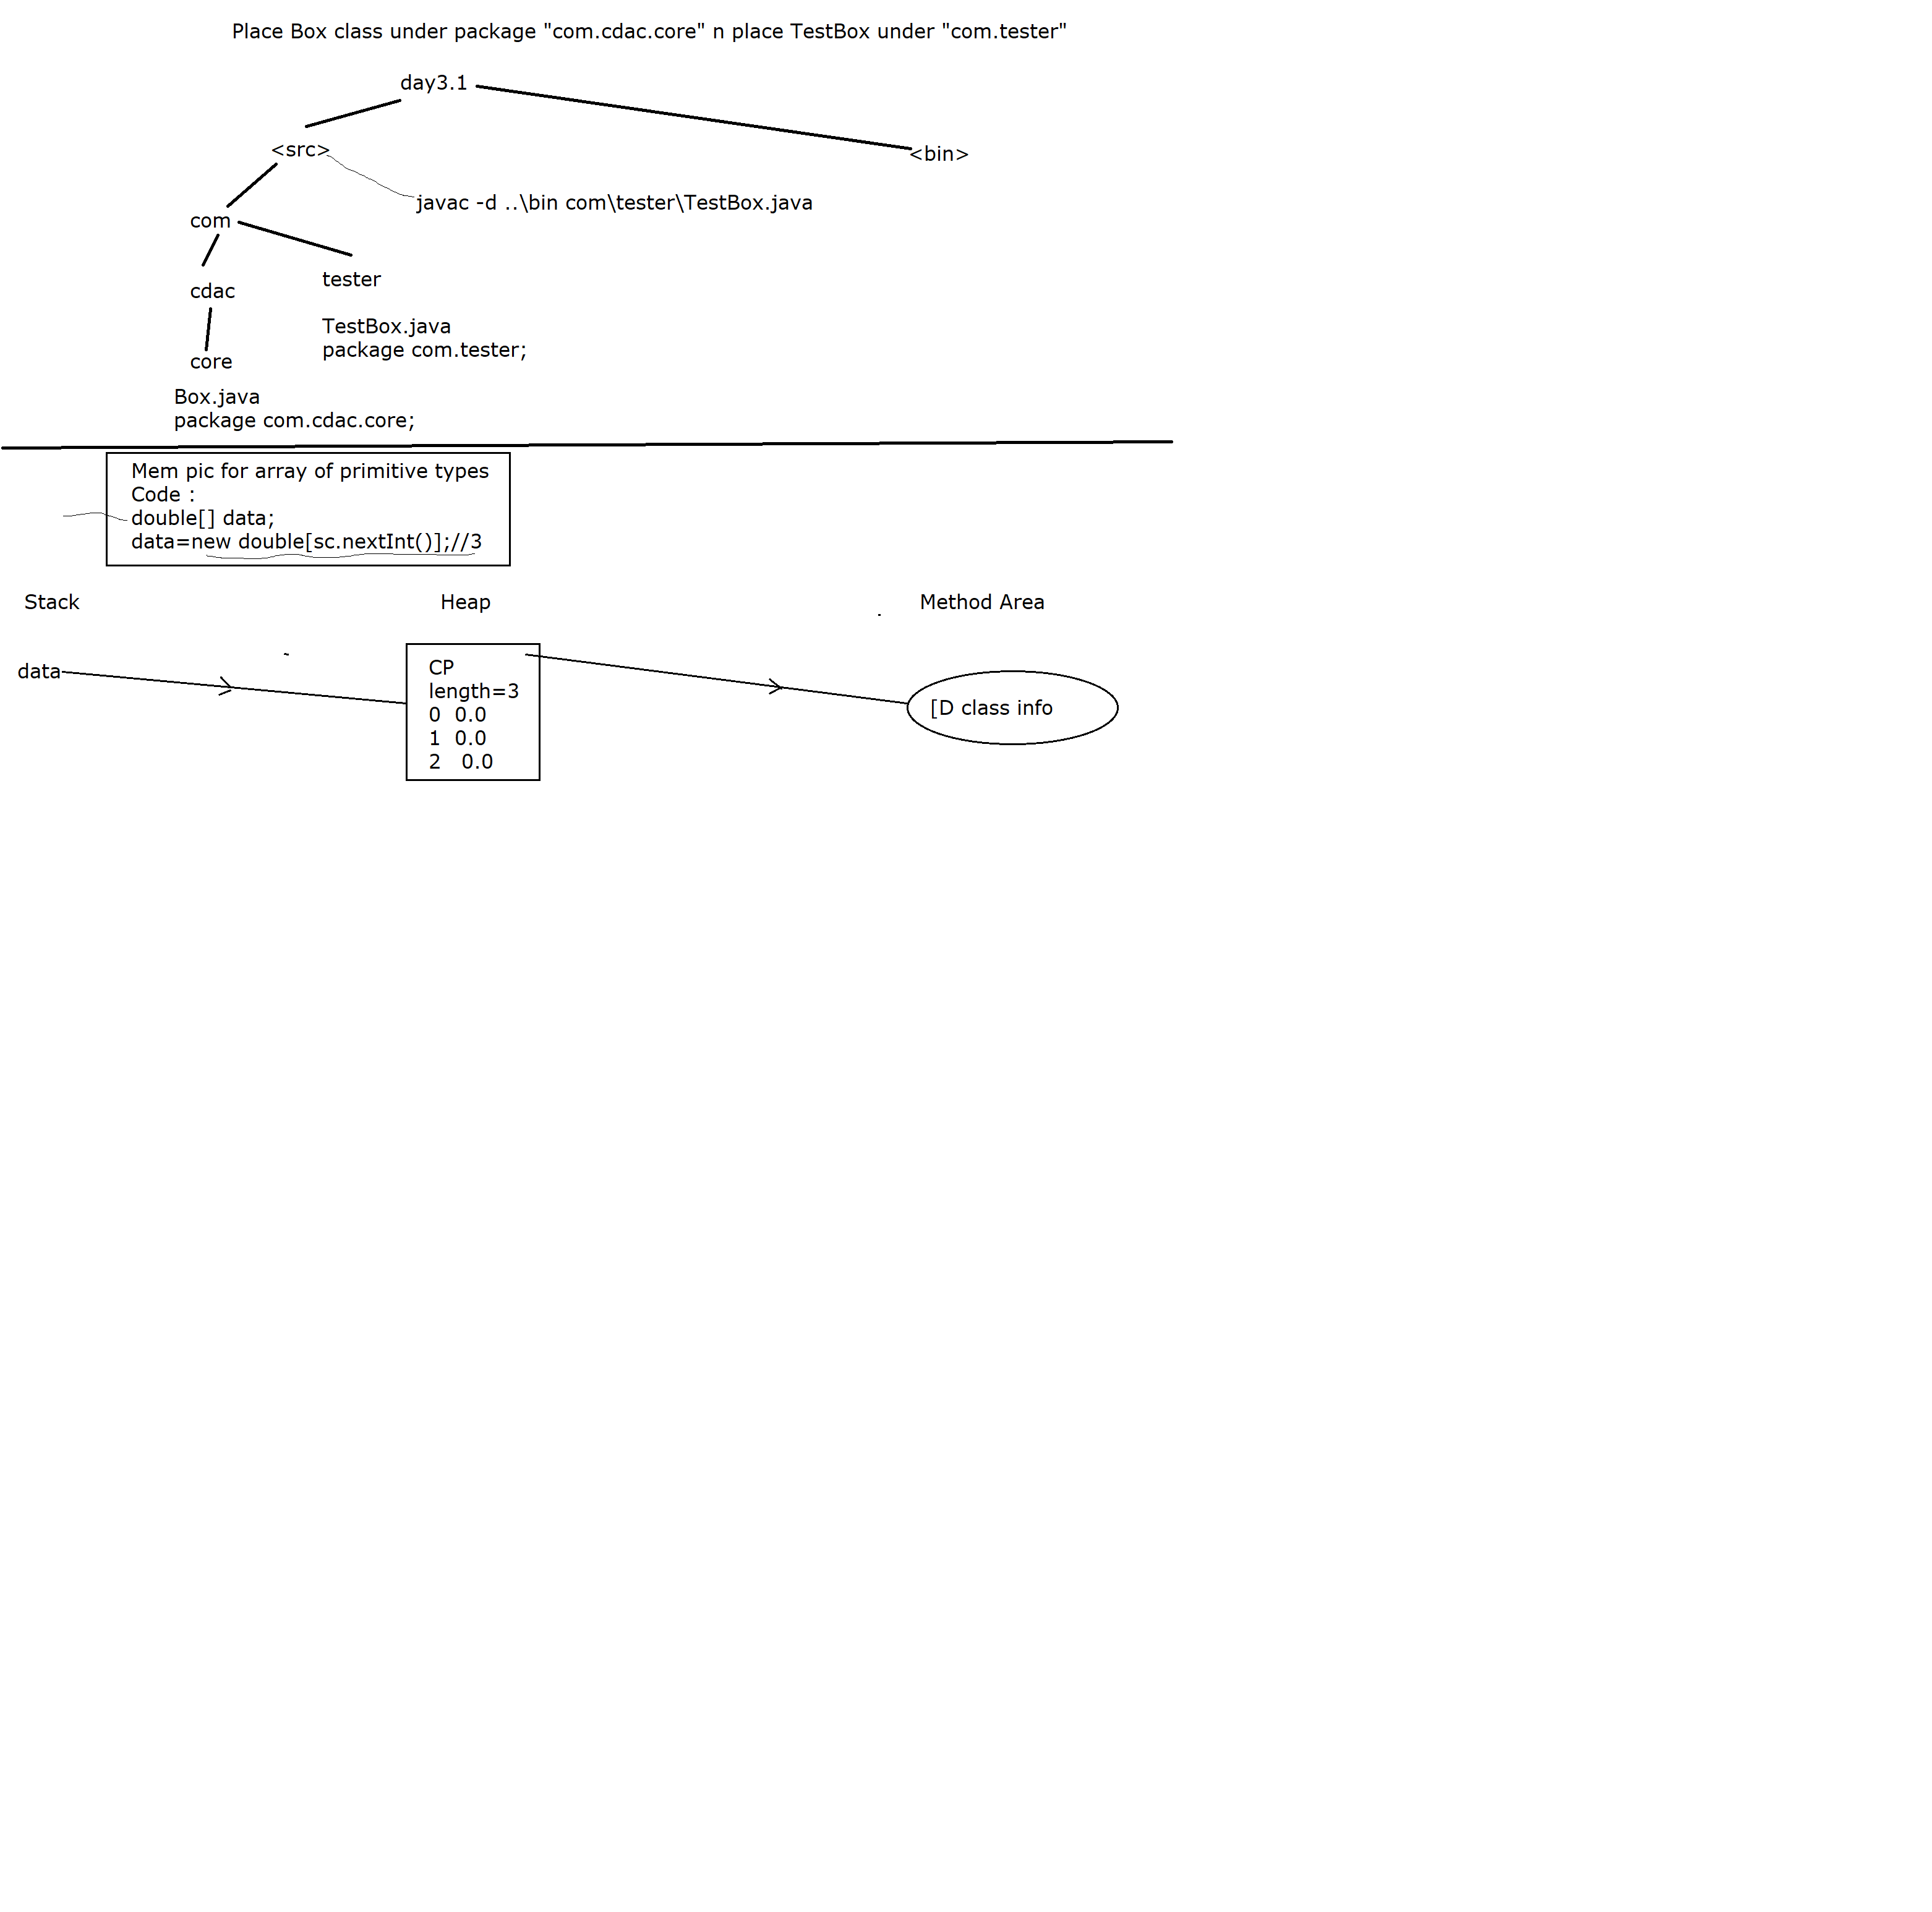 Place Box class under package "com.cdac.core" n place TestBox under "com.tester"
day3.1
<src>
<bin>
javac -d ..\bin com\tester\TestBox.java
com
tester
cdac
TestBox.java
package com.tester;
core
Box.java
package com.cdac.core;
Mem pic for array of primitive types
Code :
double[] data;
data=new double[sc.nextInt()];//3
Stack
Heap
Method Area
data
CP
length=3
0 0.0
1 0.0
2 0.0
[D class info